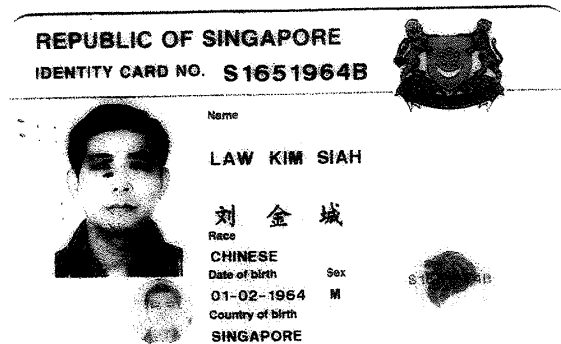 REPUBLIC OF SINGAPORE
IDENTITY CARD NO. S1651964B
Name
LAW KIM SIAH
刘 金 城
Race
CHINESE
Date of birth Sex
01-02-1964 M
Country of birth
SINGAPORE